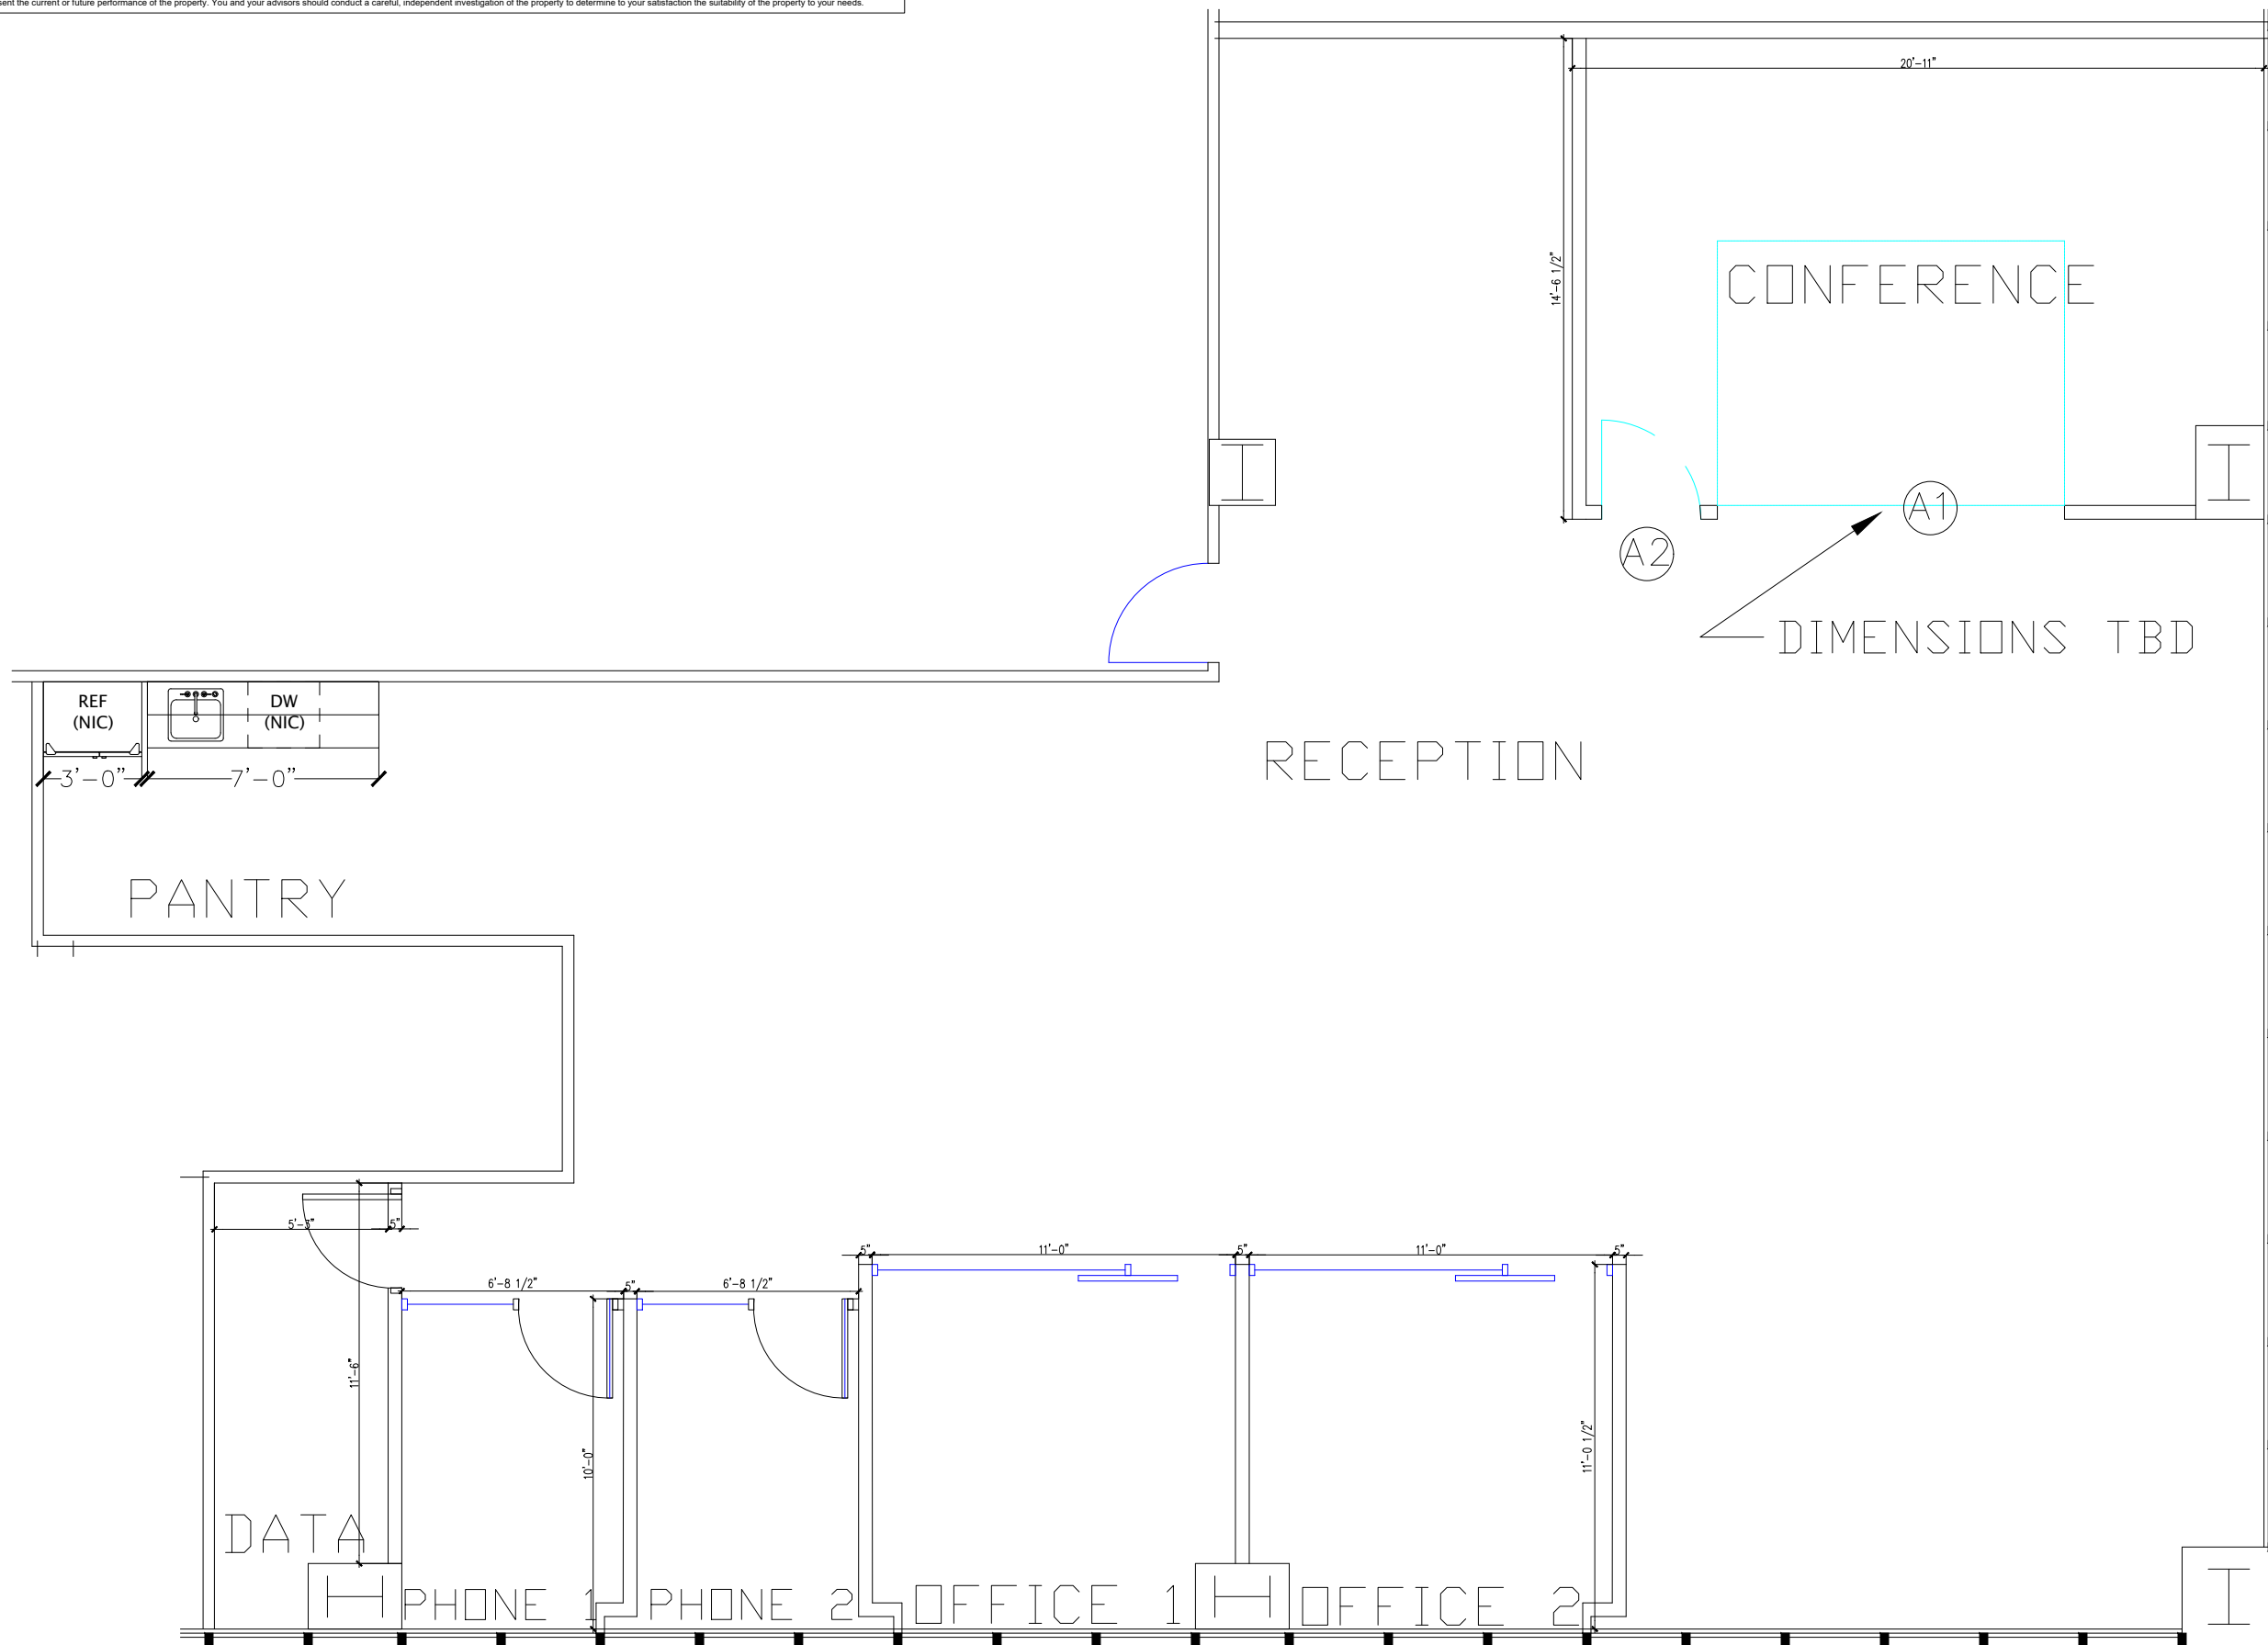 sent the current or future performance of the property. You and your advisors should conduct a careful, independent investigation of the property to determine to your satisfaction the suitability of the property to your needs.
20'-11"
14'-6 1/2"
CONFERENCE
A1
A2
DIMENSIONS TBD
REF
(NIC)
DW
(NIC)
3'-0"
7'-0"
RECEPTION
PANTRY
5'-3"
5"
5"
11'-0"
5"
11'-0"
5"
6'-8 1/2"
5"
6'-8 1/2"
11'-6"
10'-0"
11'-0 1/2"
DATA
PHONE 1
PHONE 2
OFFICE 1
OFFICE 2